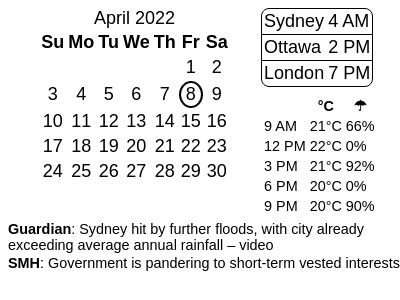 April 2022
Su Mo Tu We Th Fr Sa
1 2
3 4 5 6 7 8 9
10 11 12 13 14 15 16
17 18 19 20 21 22 23
24 25 26 27 28 29 30
Sydney 4 AM
Ottawa 2 PM
London 7 PM
°C ☂
9 AM 21°C 66%
12 PM 22°C 0%
3 PM 21°C 92%
6 PM 20°C 0%
9 PM 20°C 90%
Guardian: Sydney hit by further floods, with city already
exceeding average annual rainfall – video
SMH: Government is pandering to short-term vested interests